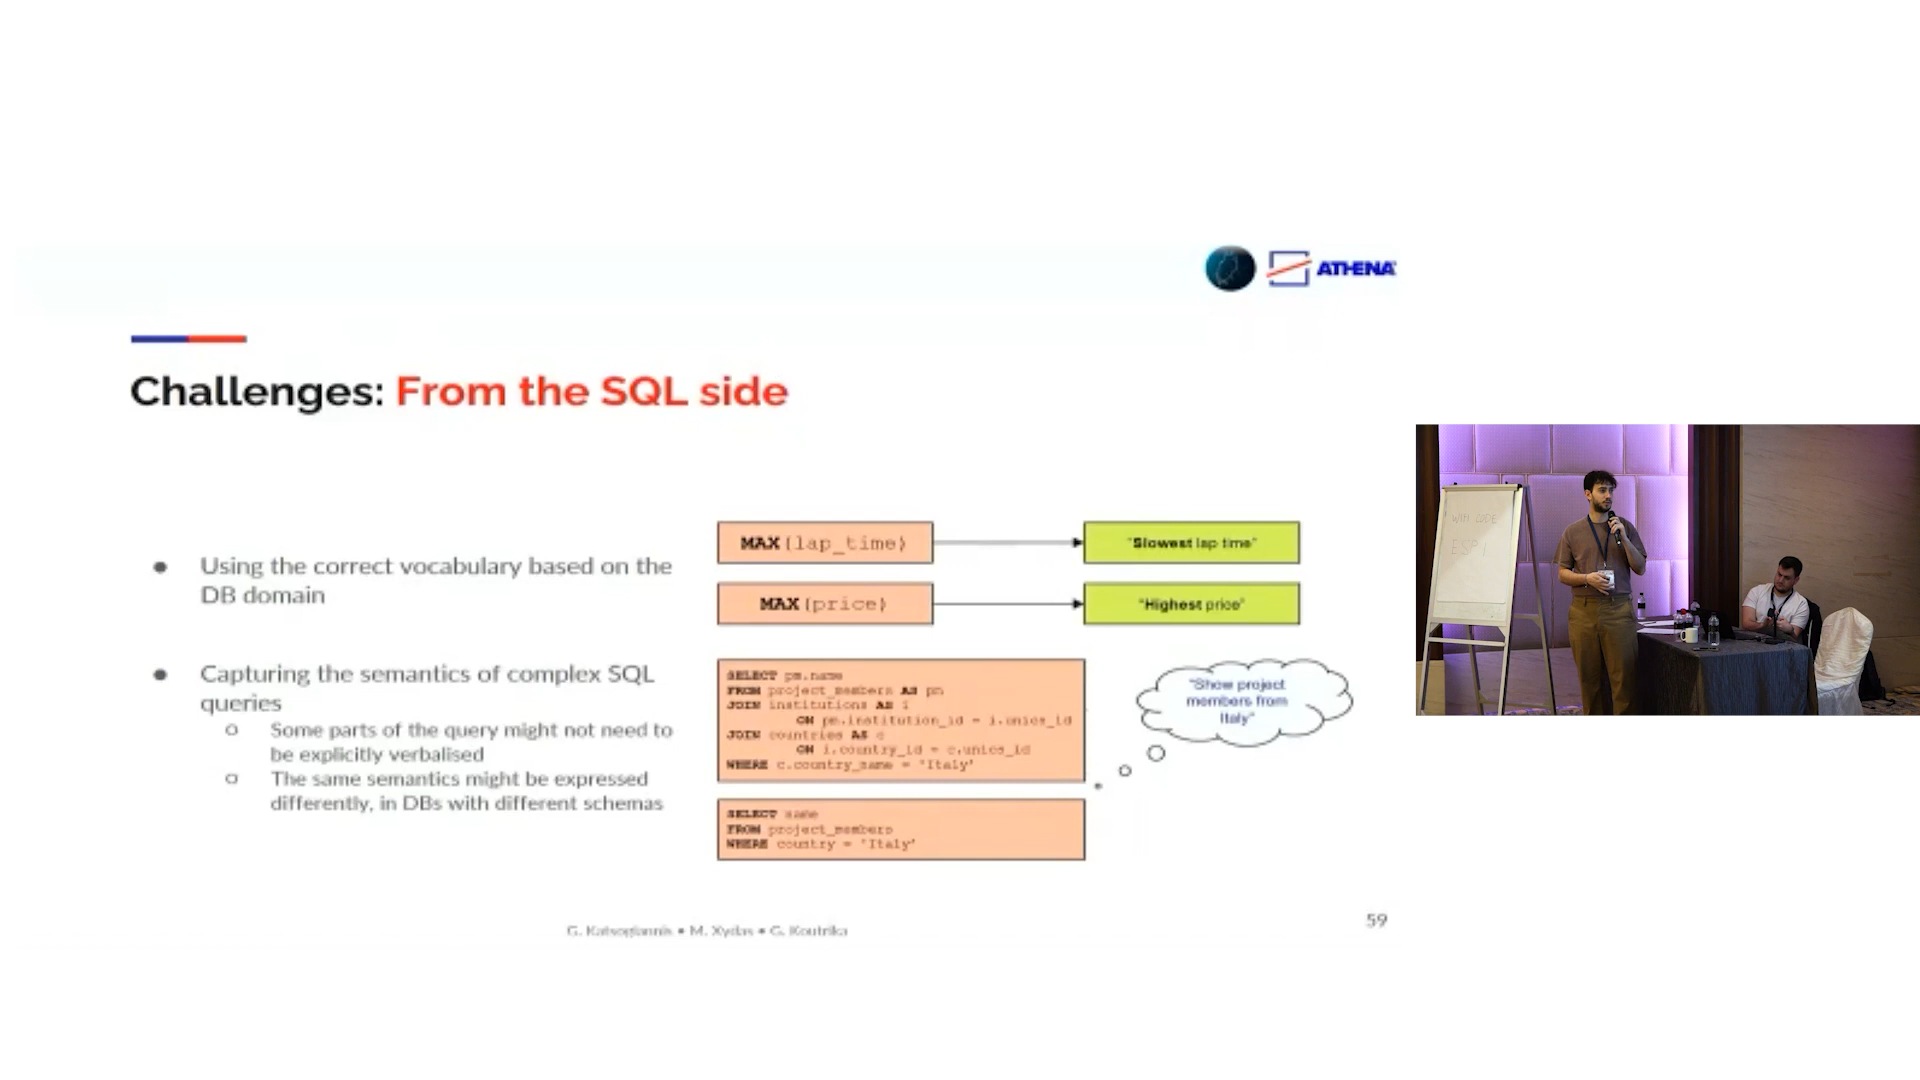 ATHENA
Challenges: From the SQL side
● Using the correct vocabulary based on the
DB domain
● Capturing the semantics of complex SQL
queries
○ Some parts of the query might not need to
be explicitly verbalised
○ The same semantics might be expressed
differently, in DBs with different schemas
MAX(lap_time)
"Slowest lap time"
MAX(price)
"Highest price"
SELECT pm.name
FROM project_members AS pm
JOIN institutions AS i
ON pm.institution_id = i.unics_id
JOIN countries AS c
ON i.country_id = c.unics_id
WHERE c.country_name = 'Italy'
"Show project
members from
Italy"
SELECT name
FROM project_members
WHERE country = 'Italy'
G. Katsogiannis • M. Xydas • G. Koutrika
59
CODE